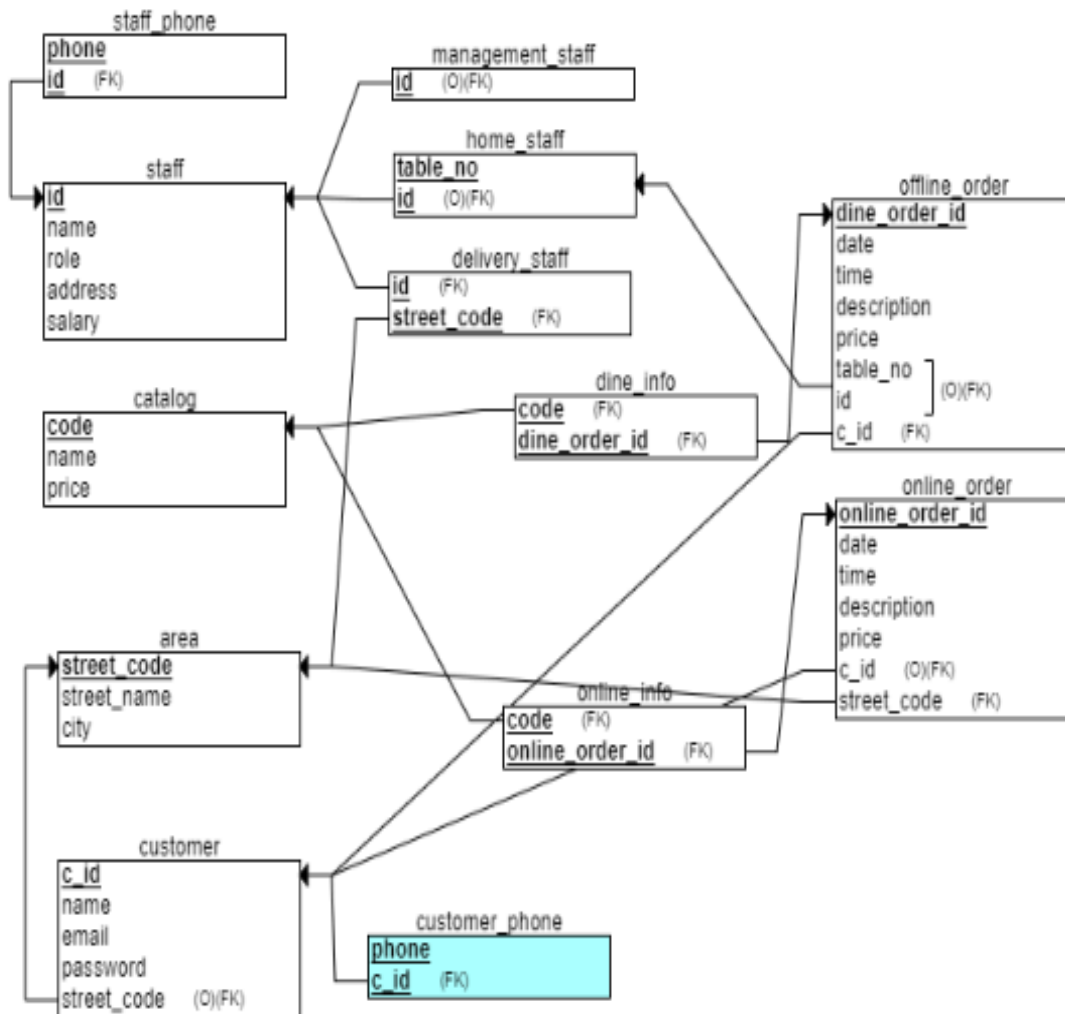 staff_phone
phone
id (FK)
management_staff
id (O)(FK)
home_staff
table_no
id (O)(FK)
staff
id
name
role
address
salary
delivery_staff
id (FK)
street_code (FK)
offline_order
dine_order_id
date
time
description
price
table_no
id
(O)(FK)
c_id (FK)
dine_info
code (FK)
dine_order_id (FK)
catalog
code
name
price
online_order
online_order_id
date
time
description
price
c_id (O)(FK)
street_code (FK)
area
street_code
street_name
city
online_info
code (FK)
online_order_id (FK)
customer
c_id
name
email
password
street_code (O)(FK)
customer_phone
phone
c_id (FK)